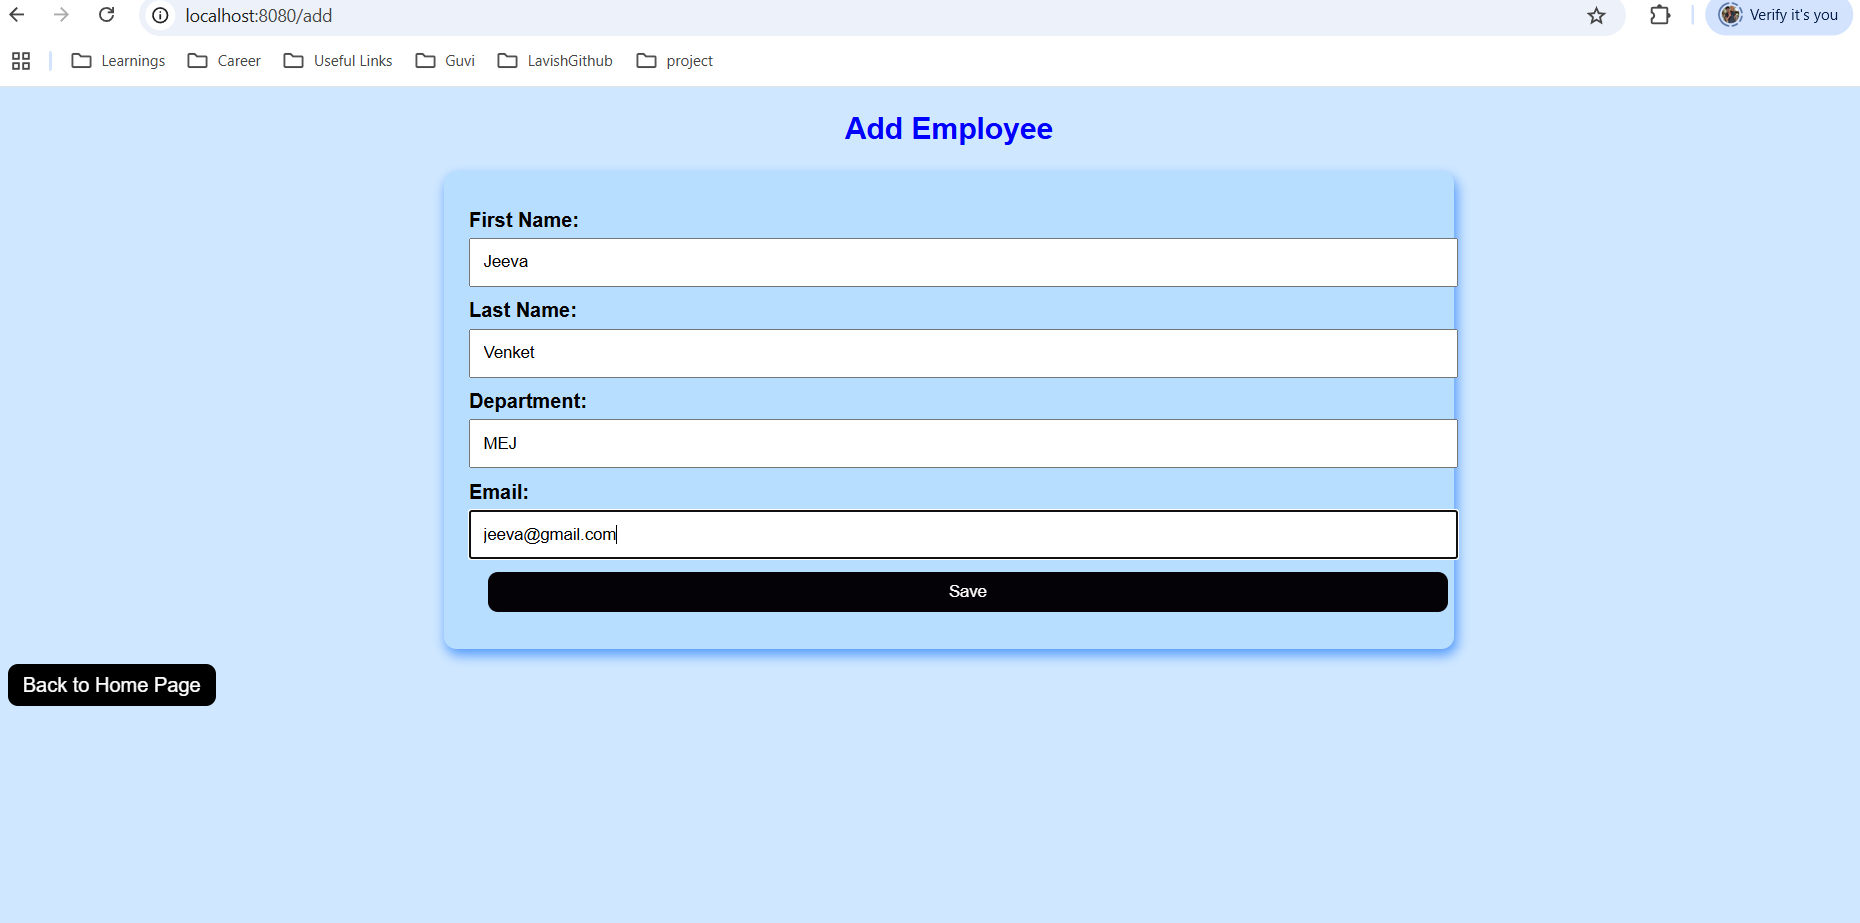 localhost:8080/add
Verify it's you
Learnings Career Useful Links Guvi LavishGithub project
Add Employee
First Name:
Jeeva
Last Name:
Venket
Department:
MEJ
Email:
jeeva@gmail.com
Save
Back to Home Page